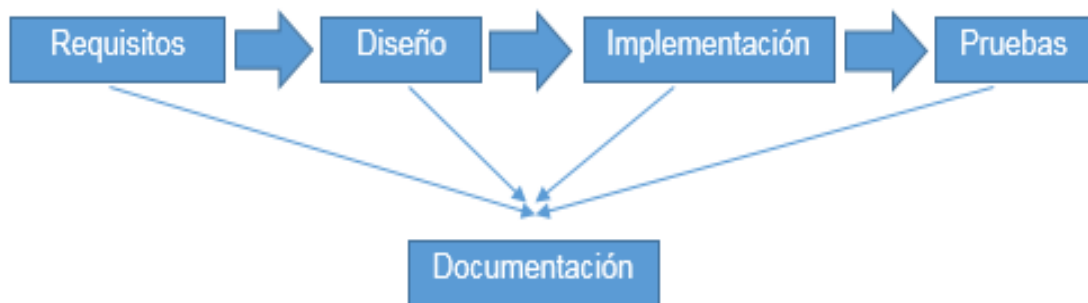 Requisitos
Diseño
Implementación
Pruebas
Documentación